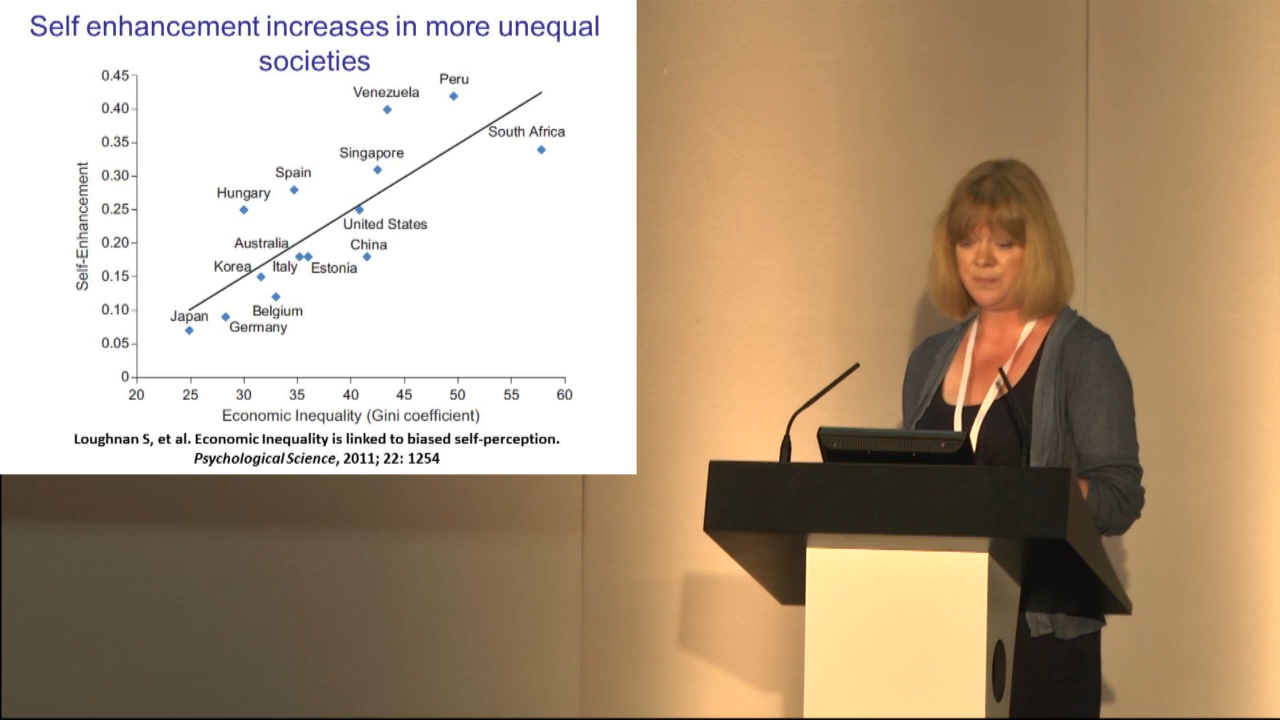 Self enhancement increases in more unequal
societies
0.45
0.40
0.35
0.30
0.25
0.20
0.15
0.10
0.05
0
Self-Enhancement
Peru
Venezuela
South Africa
Singapore
Spain
Hungary
United States
Australia
China
Korea
Italy
Estonia
Belgium
Japan
Germany
20 25 30 35 40 45 50 55 60
Economic Inequality (Gini coefficient)
Loughnan S, et al. Economic Inequality is linked to biased self-perception.
Psychological Science, 2011; 22: 1254